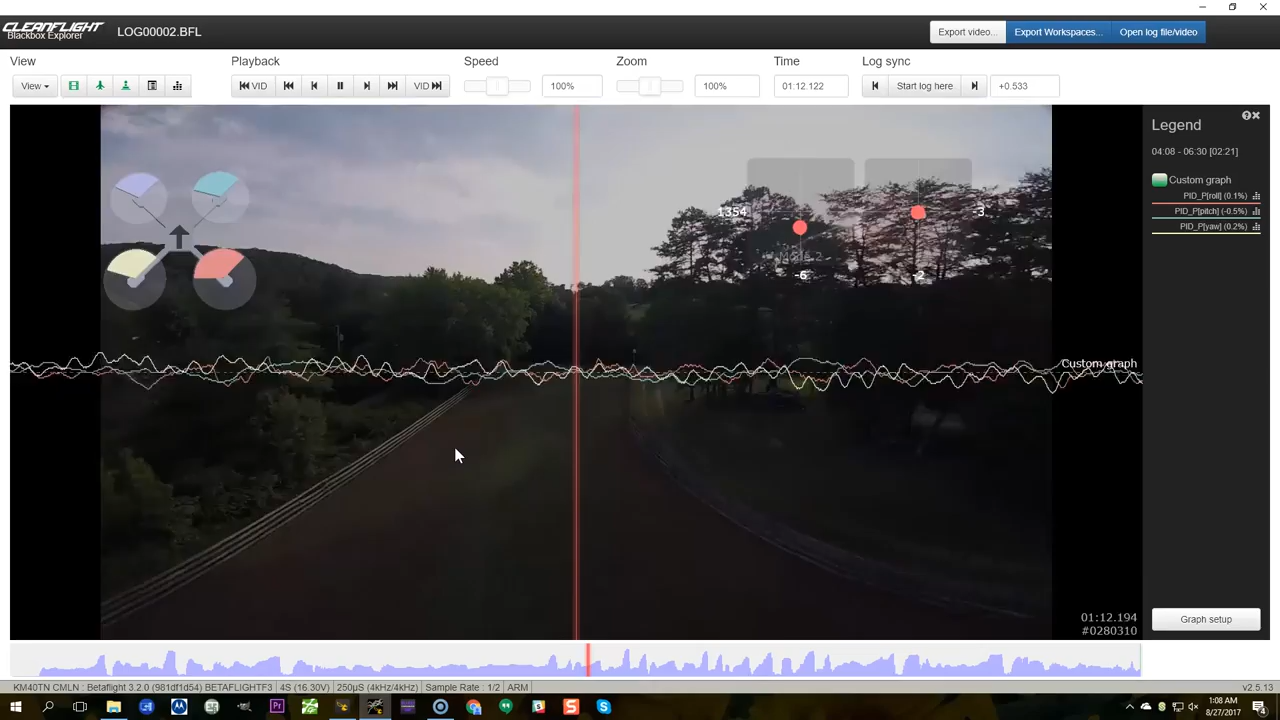 CLEANFLIGHT
Blackbox Explorer
LOG00002.BFL
Export video...
Export Workspaces...
Open log file/video
View
Playback
Speed
Zoom
Time
Log sync
View
VID
VID
100%
100%
01:12.122
Start log here
+0.533
Legend
04:08 - 06:30 [02:21]
Custom graph
PID_P[roll] (0.1%)
PID_P[pitch] (-0.5%)
PID_P[yaw] (0.2%)
1354
-3
-6
-2
Custom graph
01:12.194
#0280310
Graph setup
KM40TN CMLN : Betaflight 3.2.0 (981df1d54) BETAFLIGHTF3
4S (16.30V)
250µS (4kHz/4kHz)
Sample Rate : 1/2
ARM
v2.5.13
Pr
1:08 AM
8/27/2017